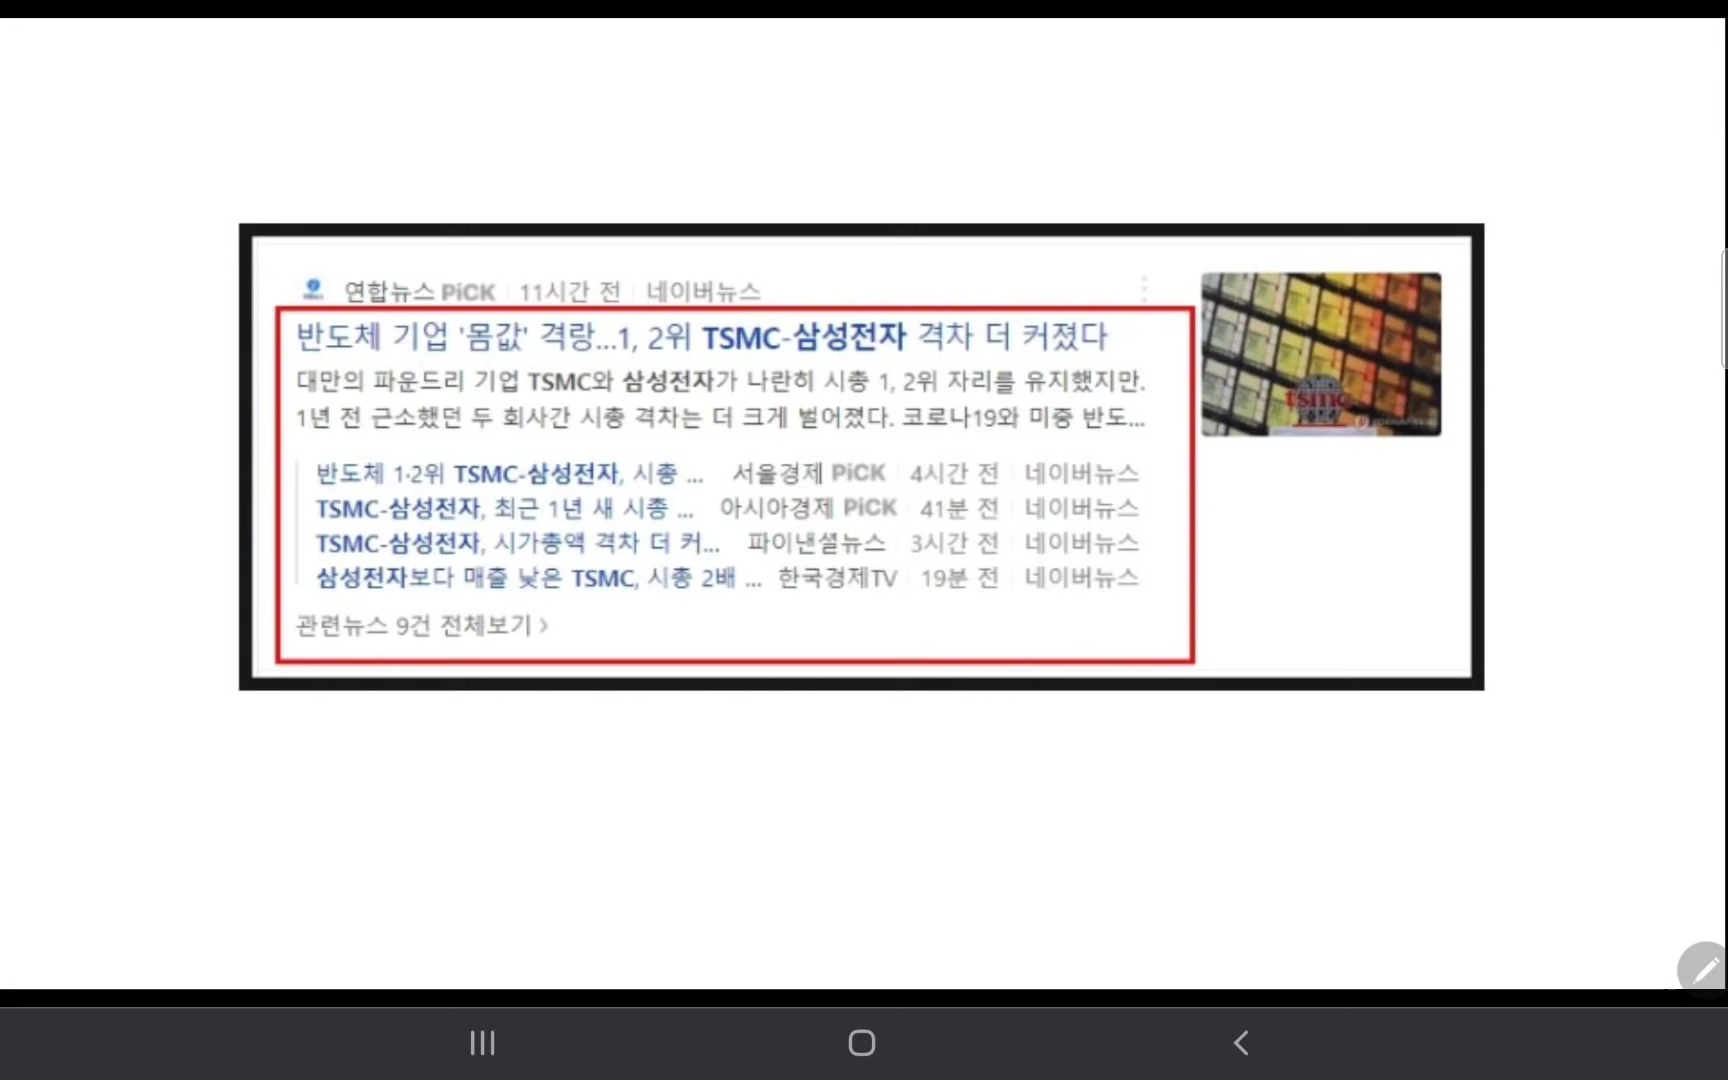 연합뉴스 PiCK 11시간 전 네이버뉴스
반도체 기업 '몸값' 격랑...1, 2위 TSMC-삼성전자 격차 더 커졌다
대만의 파운드리 기업 TSMC와 삼성전자가 나란히 시총 1, 2위 자리를 유지했지만.
1년 전 근소했던 두 회사간 시총 격차는 더 크게 벌어졌다. 코로나19와 미중 반도...
반도체 1·2위 TSMC-삼성전자, 시총 ... 서울경제 PiCK 4시간 전 네이버뉴스
TSMC-삼성전자, 최근 1년 새 시총 ... 아시아경제 PiCK 41분 전 네이버뉴스
TSMC-삼성전자, 시가총액 격차 더 커... 파이낸셜뉴스 3시간 전 네이버뉴스
삼성전자보다 매출 낮은 TSMC, 시총 2배 ... 한국경제TV 19분 전 네이버뉴스
관련뉴스 9건 전체보기 >
tsmc